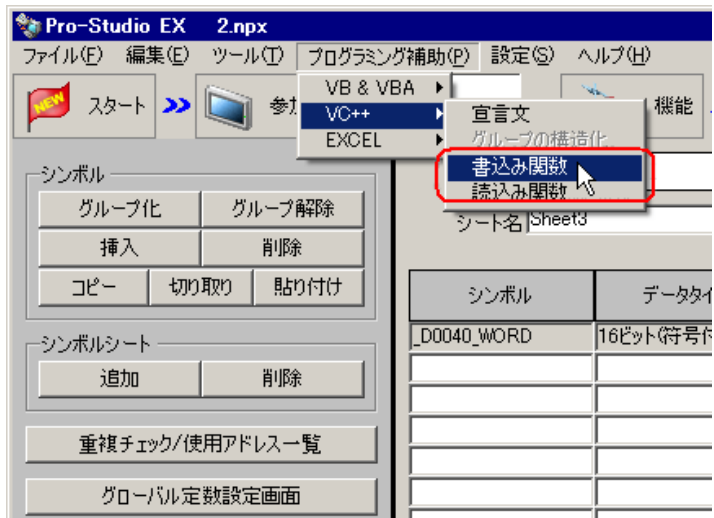 Pro-Studio EX 2.npx
ファイル(F) 編集(E) ツール(T) プログラミング補助(P) 設定(S) ヘルプ(H)
NEW スタート 機能
VB & VBA
VC++
EXCEL
宣言文
グループの構造化
書込み関数
読込み関数
シート名 Sheet3
シンボル
グループ化 グループ解除
挿入 削除
コピー 切り取り 貼り付け
シンボルシート
追加 削除
重複チェック/使用アドレス一覧
グローバル定数設定画面
シンボル データタイ
_D0040_WORD 16ビット(符号付